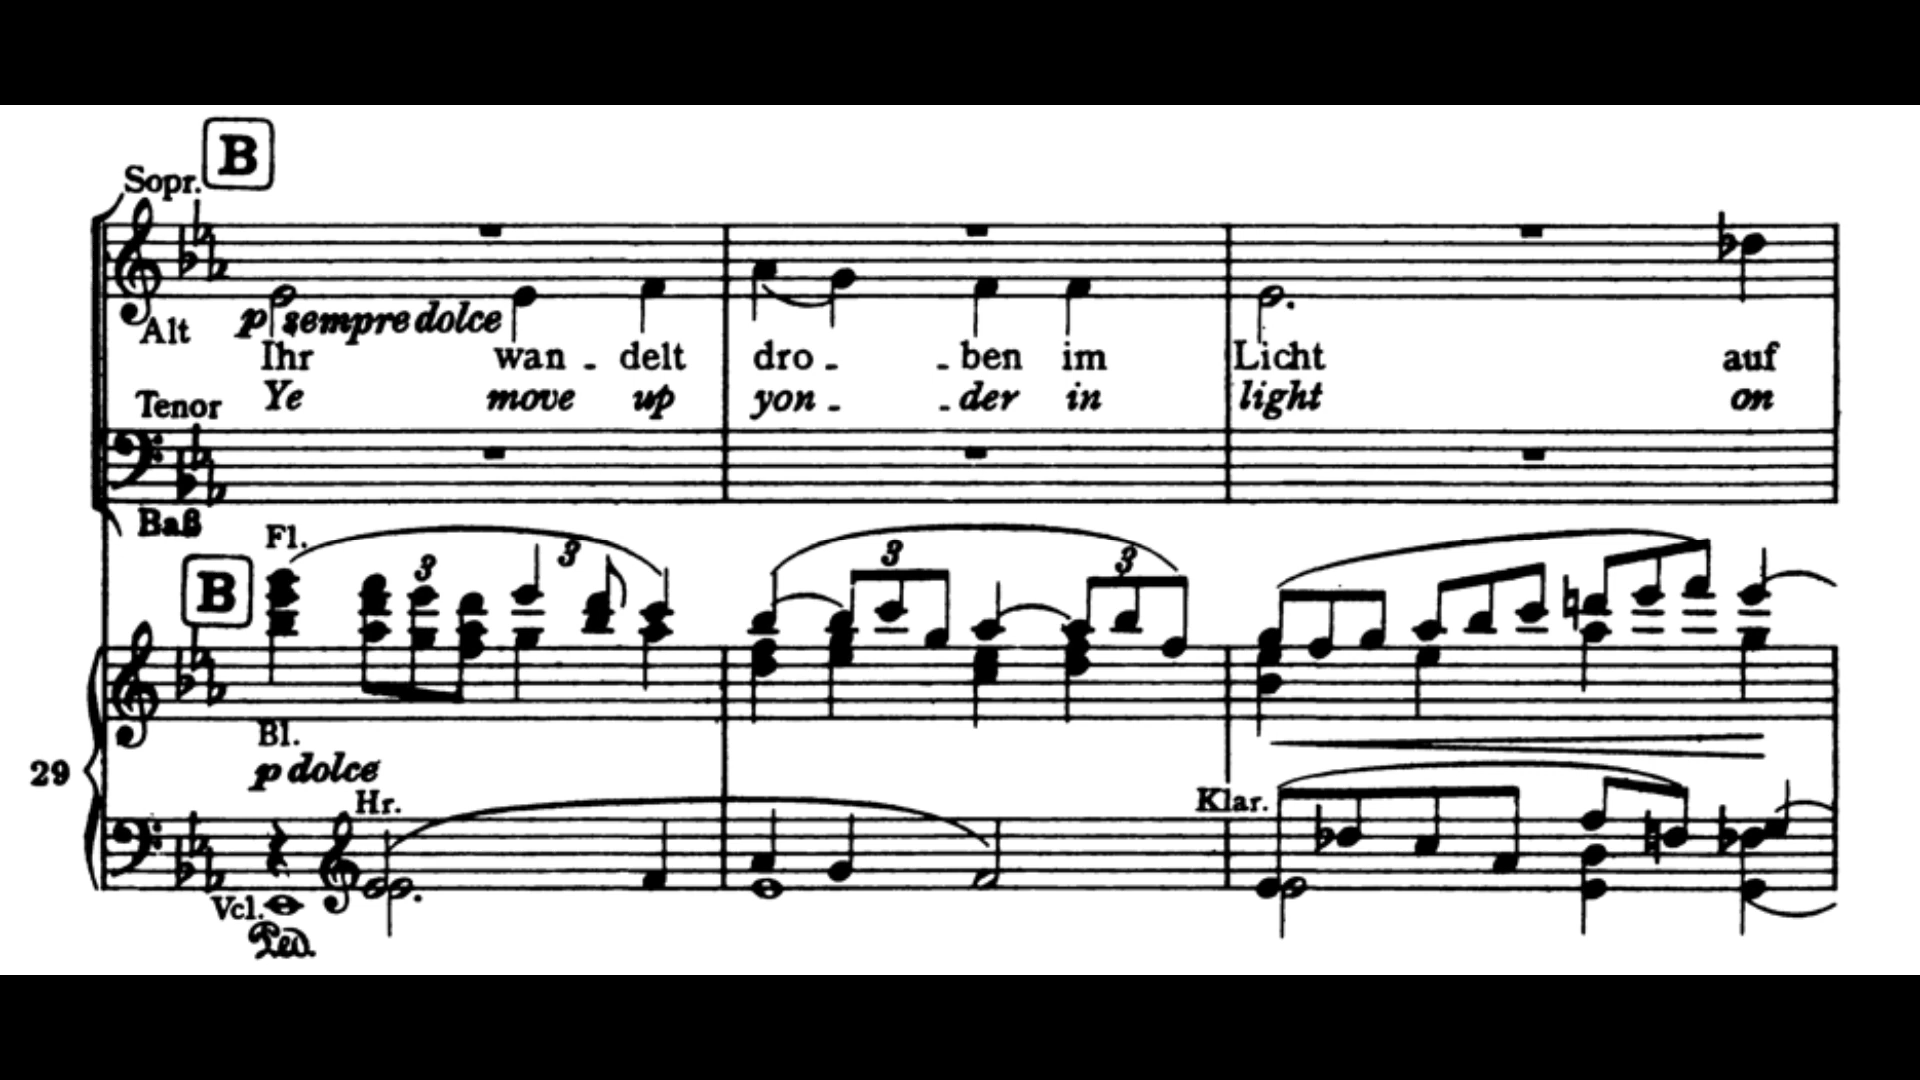 B
Sopr.
Alt
p sempre dolce
Ihr wan - delt dro - - ben im Licht auf
Ye move up yon - - der in light on
Tenor
Baß
Fl.
B
3 3 3 3
Bl.
p dolce
29
Hr.
Klar.
Vcl.
Ped.